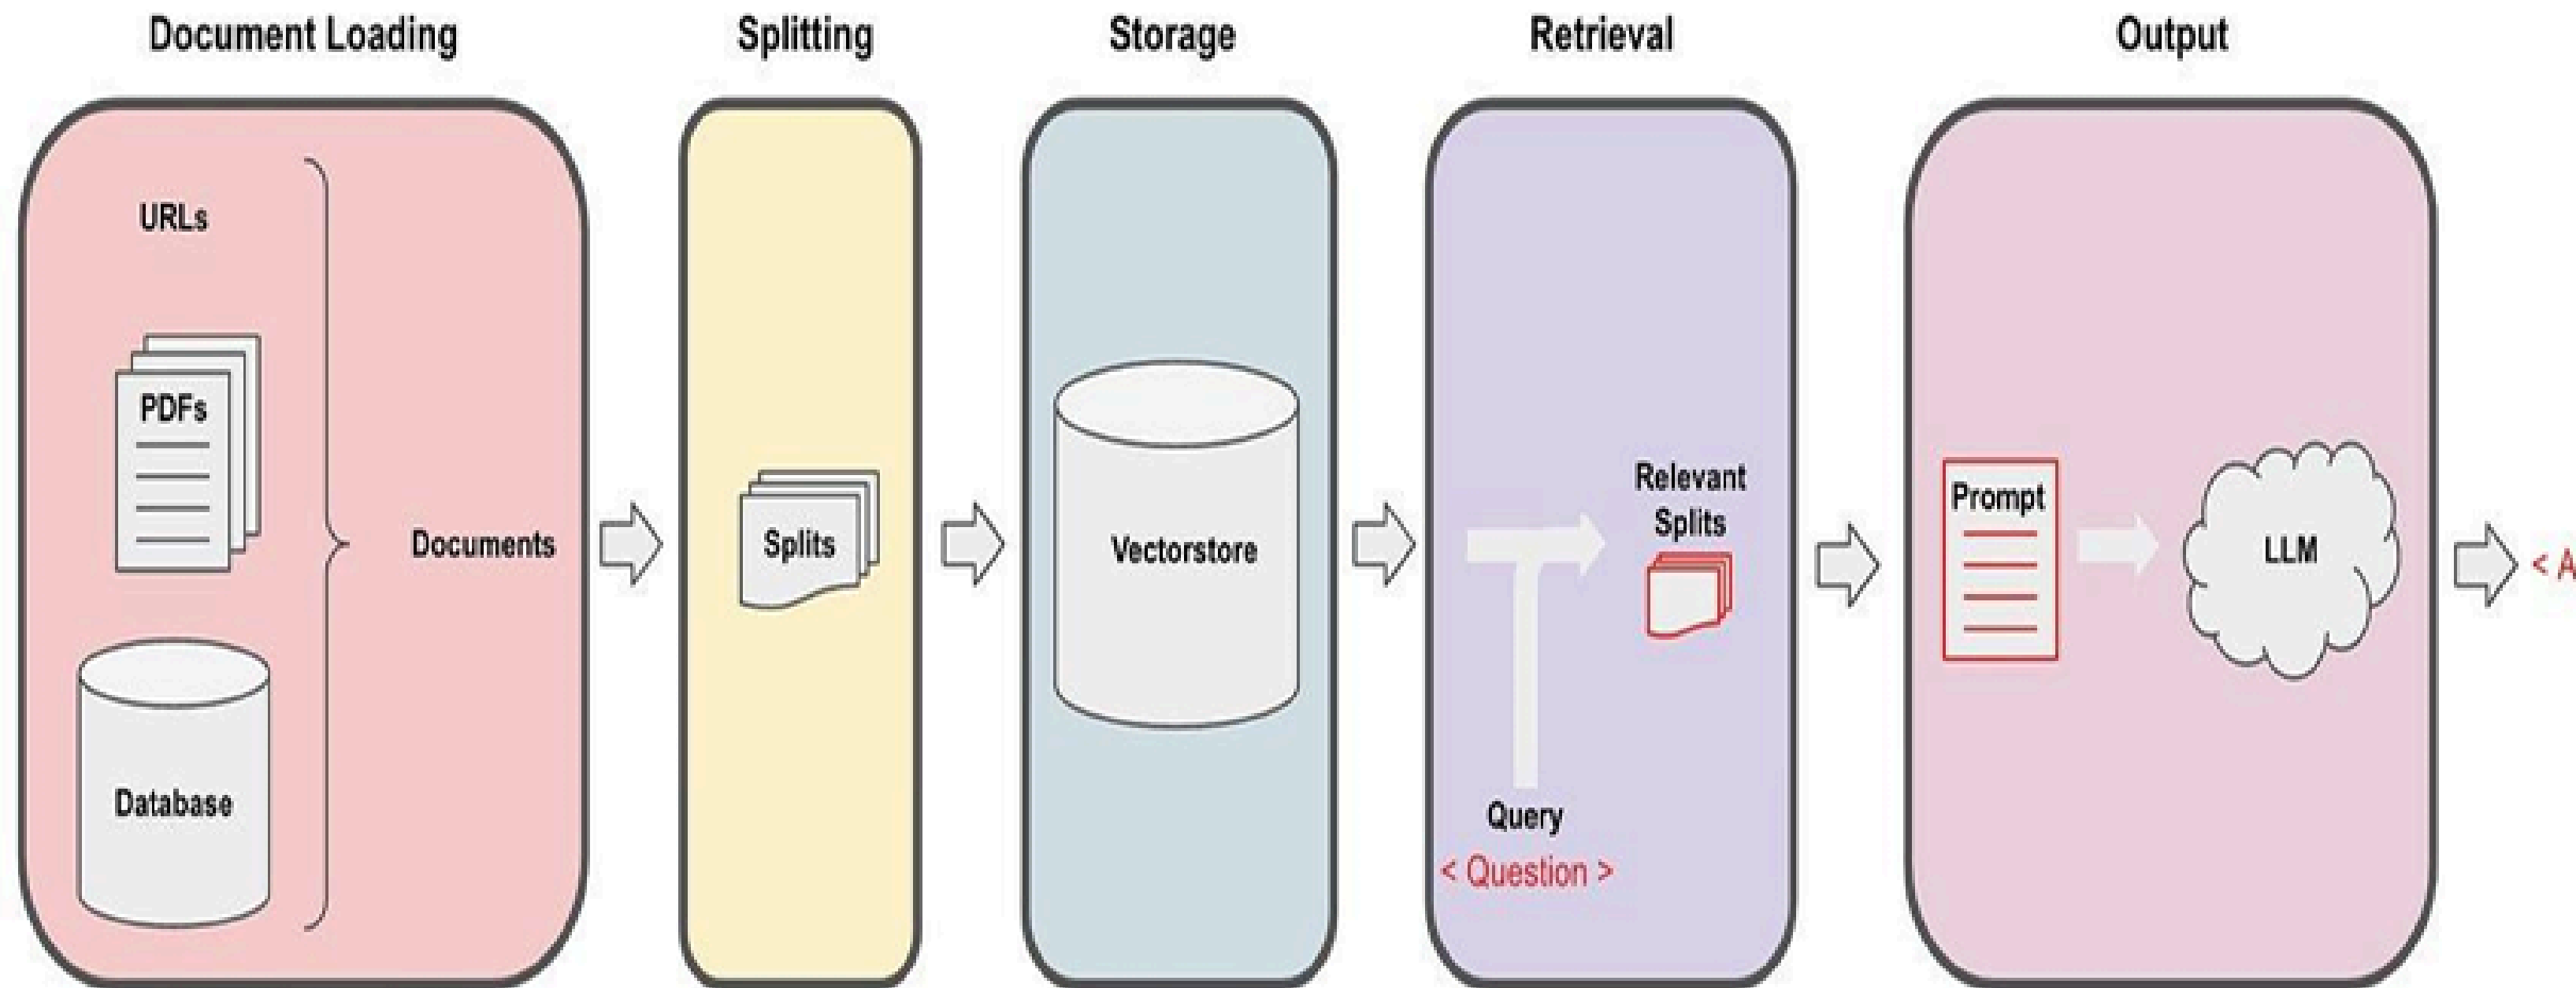 Document Loading
Splitting
Storage
Retrieval
Output
URLs
PDFs
Documents
Database
Splits
Vectorstore
Relevant
Splits
Query
< Question >
Prompt
LLM
< A